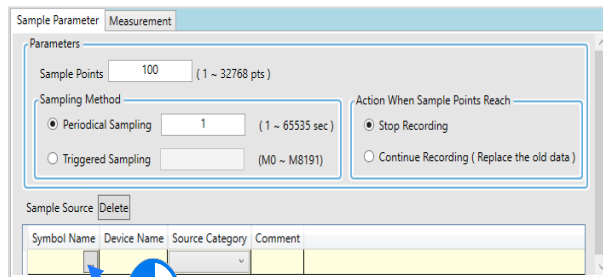 Sample Parameter Measurement
Parameters
Sample Points 100 ( 1 ~ 32768 pts )
Sampling Method
Periodical Sampling 1 (1 ~ 65535 sec )
Triggered Sampling (M0 ~ M8191)
Action When Sample Points Reach
Stop Recording
Continue Recording ( Replace the old data )
Sample Source Delete
Symbol Name Device Name Source Category Comment